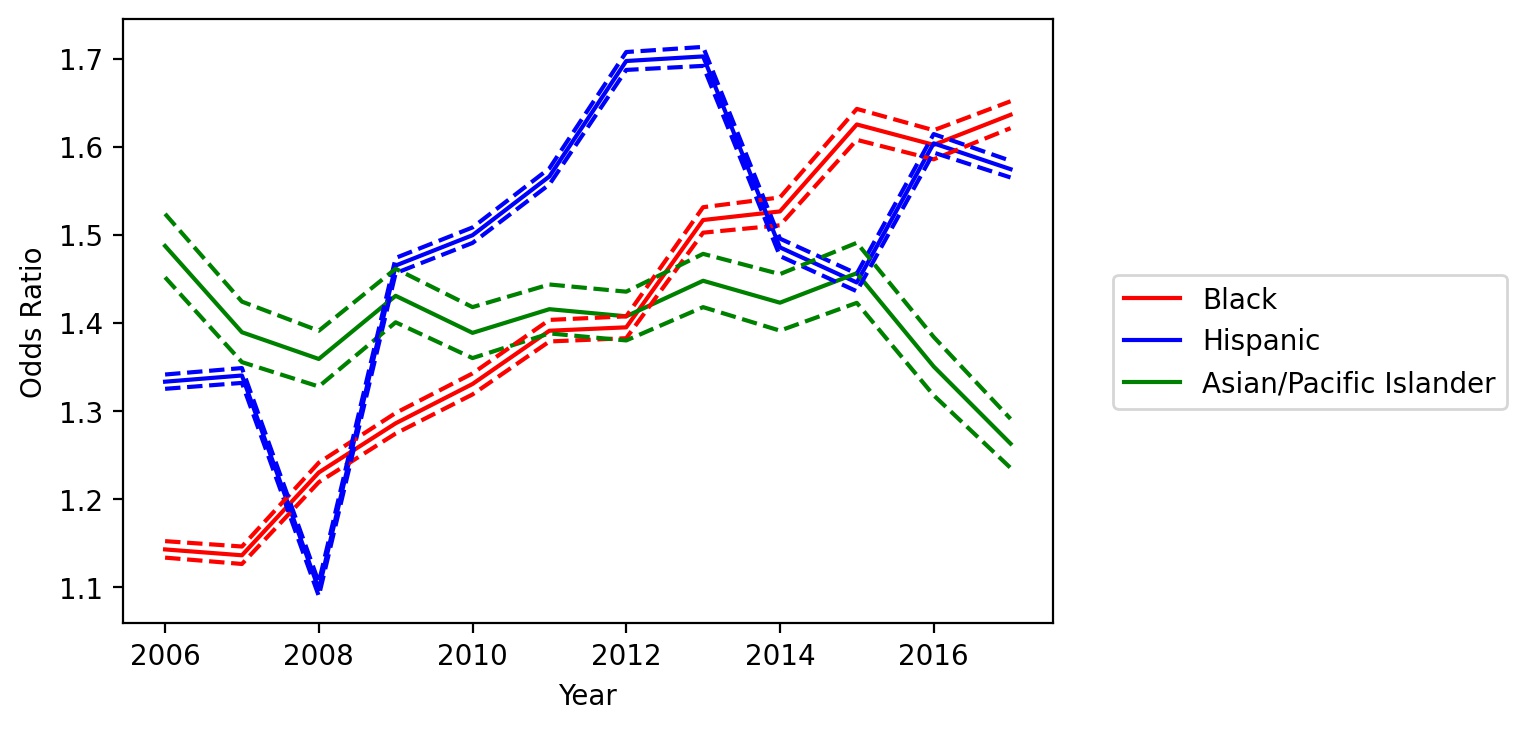 1.7
1.6
1.5
1.4
1.3
1.2
1.1
Odds Ratio
2006 2008 2010 2012 2014 2016
Year
Black
Hispanic
Asian/Pacific Islander